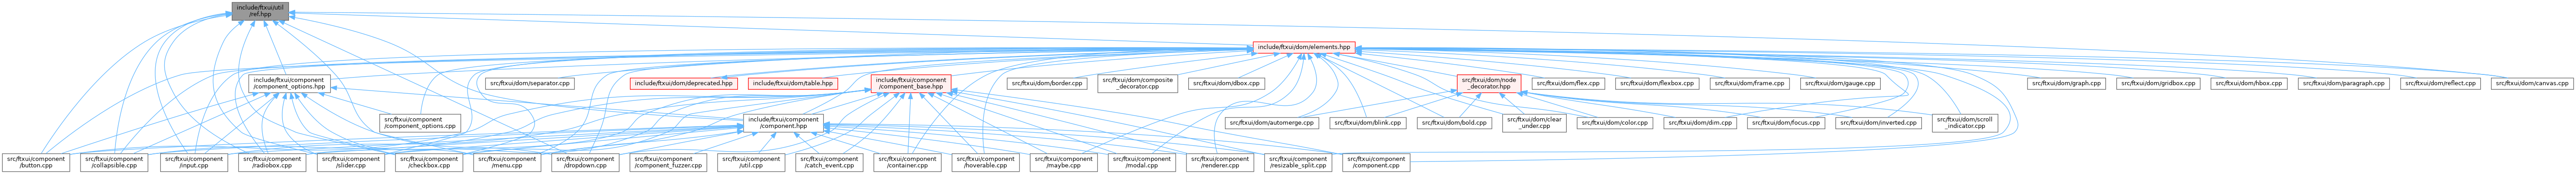 include/ftxui/util
/ref.hpp
include/ftxui/dom/elements.hpp
include/ftxui/component
/component_options.hpp
src/ftxui/dom/separator.cpp
include/ftxui/dom/deprecated.hpp
include/ftxui/dom/table.hpp
include/ftxui/component
/component_base.hpp
src/ftxui/dom/border.cpp
src/ftxui/dom/composite
_decorator.cpp
src/ftxui/dom/dbox.cpp
include/ftxui/dom/node
_decorator.hpp
src/ftxui/dom/flex.cpp
src/ftxui/dom/flexbox.cpp
src/ftxui/dom/frame.cpp
src/ftxui/dom/gauge.cpp
src/ftxui/dom/graph.cpp
src/ftxui/dom/gridbox.cpp
src/ftxui/dom/hbox.cpp
src/ftxui/dom/paragraph.cpp
src/ftxui/dom/reflect.cpp
src/ftxui/dom/canvas.cpp
src/ftxui/component
/component_options.cpp
include/ftxui/component
/component.hpp
src/ftxui/dom/automerge.cpp
src/ftxui/dom/blink.cpp
src/ftxui/dom/bold.cpp
src/ftxui/dom/clear
_under.cpp
src/ftxui/dom/color.cpp
src/ftxui/dom/dim.cpp
src/ftxui/dom/focus.cpp
src/ftxui/dom/inverted.cpp
src/ftxui/dom/scroll
_indicator.cpp
src/ftxui/component
/button.cpp
src/ftxui/component
/collapsible.cpp
src/ftxui/component
/input.cpp
src/ftxui/component
/radiobox.cpp
src/ftxui/component
/slider.cpp
src/ftxui/component
/checkbox.cpp
src/ftxui/component
/menu.cpp
src/ftxui/component
/dropdown.cpp
src/ftxui/component
/component_fuzzer.cpp
src/ftxui/component
/util.cpp
src/ftxui/component
/catch_event.cpp
src/ftxui/component
/container.cpp
src/ftxui/component
/hoverable.cpp
src/ftxui/component
/maybe.cpp
src/ftxui/component
/modal.cpp
src/ftxui/component
/renderer.cpp
src/ftxui/component
/resizable_split.cpp
src/ftxui/component
/component.cpp